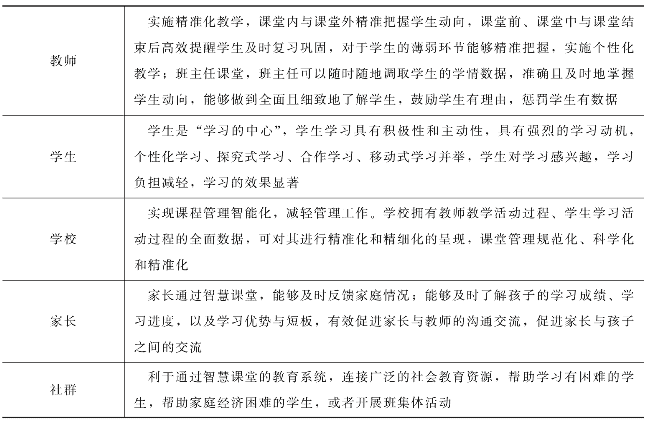 教师
实施精准化教学，课堂内与课堂外精准把握学生动向，课堂前、课堂中与课堂结
束后高效提醒学生及时复习巩固，对于学生的薄弱环节能够精准把握，实施个性化
教学；班主任课堂，班主任可以随时随地调取学生的学情数据，准确且及时地掌握
学生动向，能够做到全面且细致地了解学生，鼓励学生有理由，惩罚学生有数据
学生
学生是“学习的中心”，学生学习具有积极性和主动性，具有强烈的学习动机，
个性化学习、探究式学习、合作学习、移动式学习并举，学生对学习感兴趣，学习
负担减轻，学习的效果显著
学校
实现课程管理智能化，减轻管理工作。学校拥有教师教学活动过程、学生学习活
动过程的全面数据，可对其进行精准化和精细化的呈现，课堂管理规范化、科学化
和精准化
家长
家长通过智慧课堂，能够及时反馈家庭情况；能够及时了解孩子的学习成绩、学
习进度，以及学习优势与短板，有效促进家长与教师的沟通交流，促进家长与孩子
之间的交流
社群
利于通过智慧课堂的教育系统，连接广泛的社会教育资源，帮助学习有困难的学
生，帮助家庭经济困难的学生，或者开展班集体活动